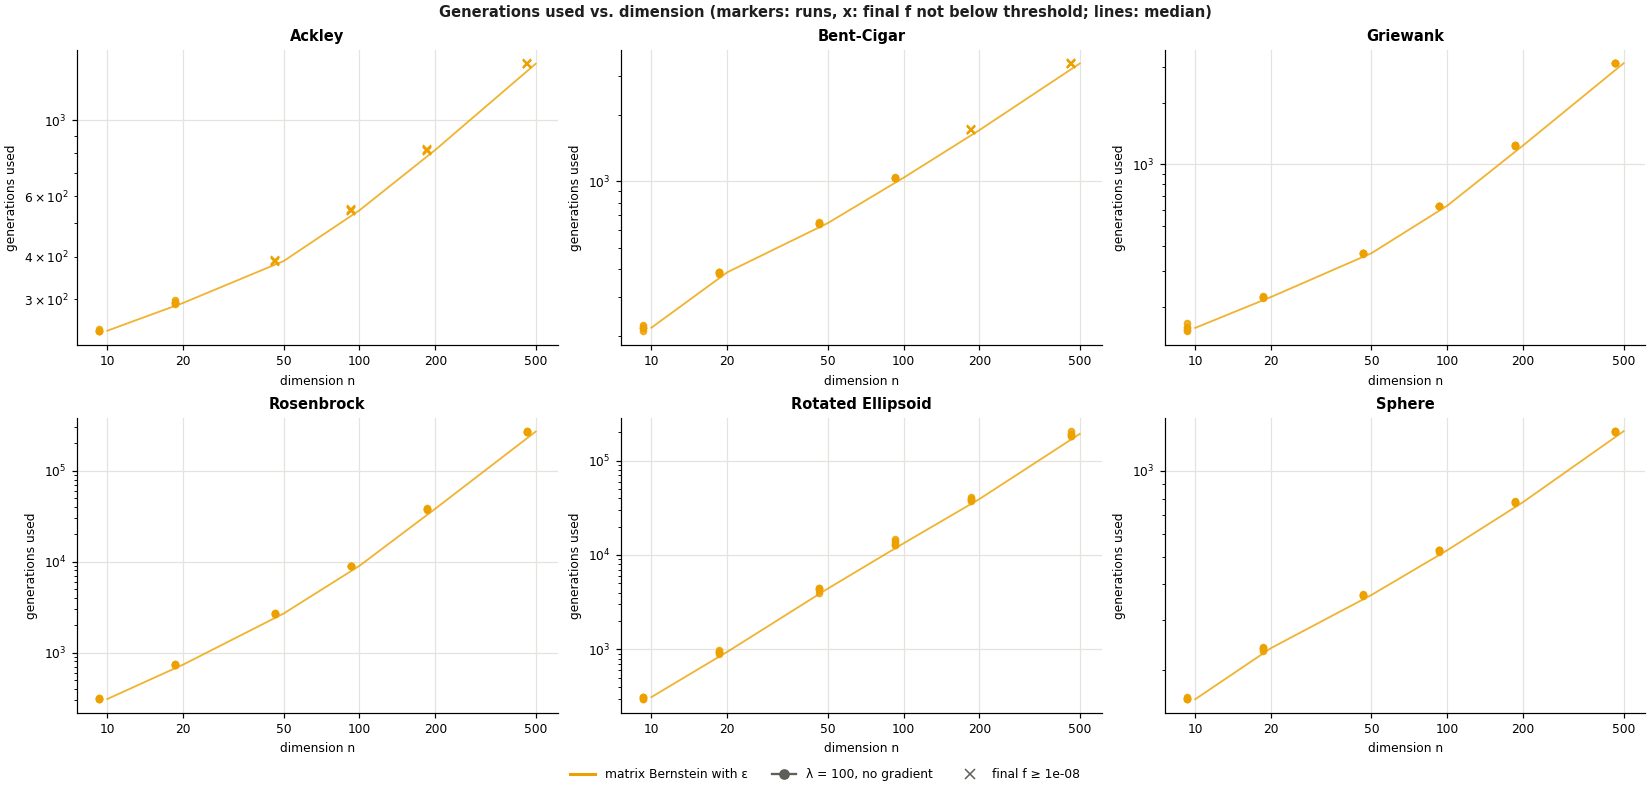 Generations used vs. dimension (markers: runs, x: final f not below threshold; lines: median)
Ackley
generations used
10³
6 × 10²
4 × 10²
3 × 10²
10 20 50 100 200 500
dimension n
Bent-Cigar
generations used
10³
10 20 50 100 200 500
dimension n
Griewank
generations used
10³
10 20 50 100 200 500
dimension n
Rosenbrock
generations used
10⁵
10⁴
10³
10 20 50 100 200 500
dimension n
Rotated Ellipsoid
generations used
10⁵
10⁴
10³
10 20 50 100 200 500
dimension n
Sphere
generations used
10³
10 20 50 100 200 500
dimension n
matrix Bernstein with ε λ = 100, no gradient final f ≥ 1e-08